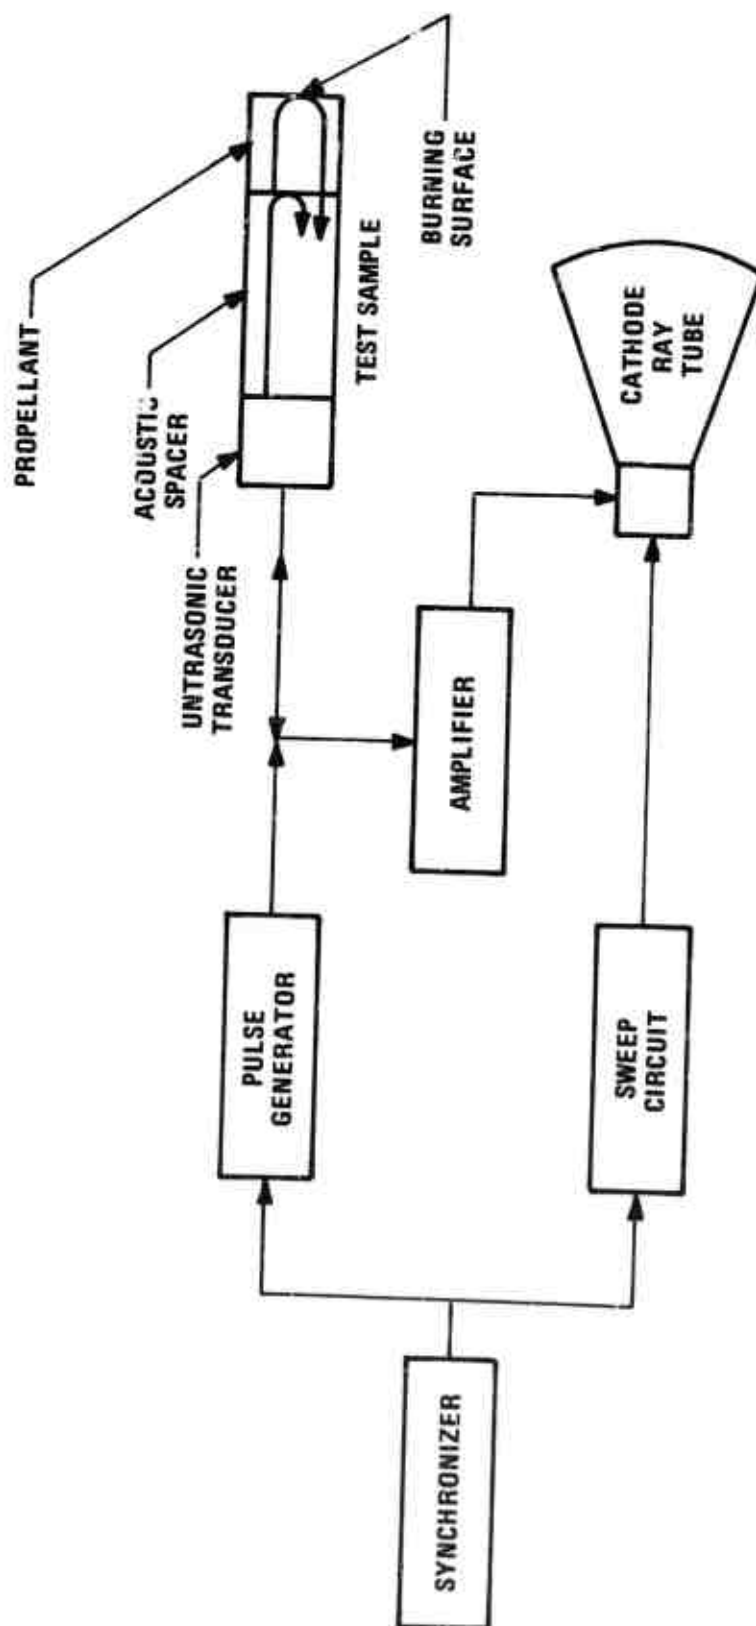 PROPELLANT
ACOUSTIC
SPACER
UNTRASONIC
TRANSDUCER
TEST SAMPLE
BURNING
SURFACE
CATHODE
RAY
TUBE
AMPLIFIER
PULSE
GENERATOR
SWEEP
CIRCUIT
SYNCHRONIZER